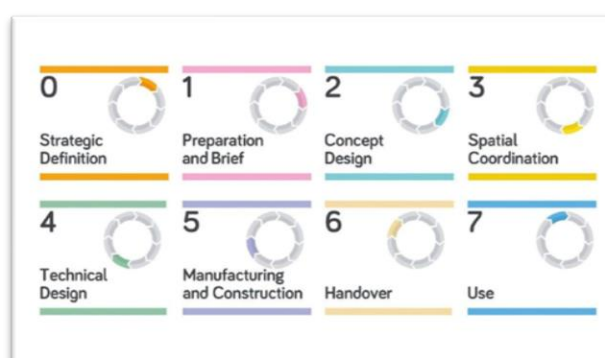 0
Strategic
Definition
1
Preparation
and Brief
2
Concept
Design
3
Spatial
Coordination
4
Technical
Design
5
Manufacturing
and Construction
6
Handover
7
Use